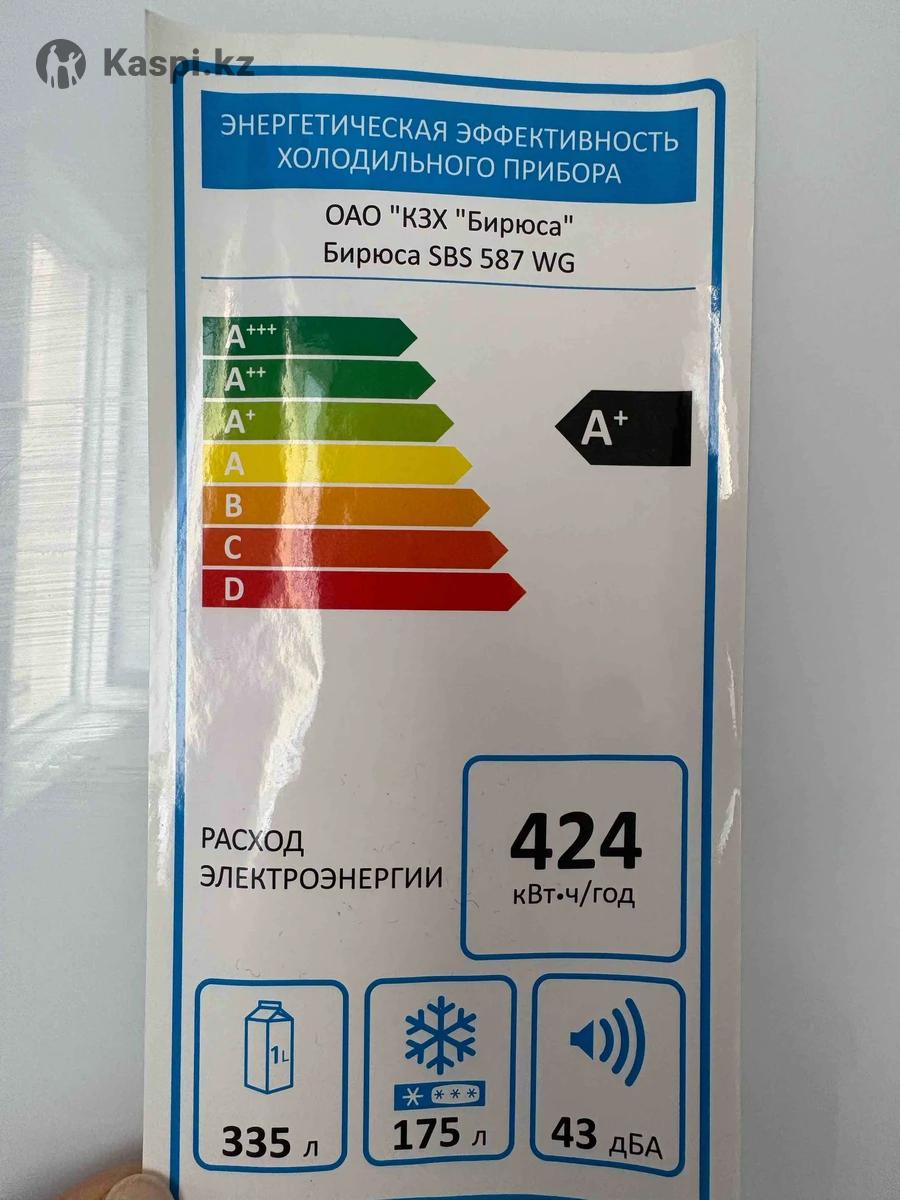 Kaspi.kz
ЭНЕРГЕТИЧЕСКАЯ ЭФФЕКТИВНОСТЬ
ХОЛОДИЛЬНОГО ПРИБОРА
ОАО "КЗХ "Бирюса"
Бирюса SBS 587 WG
A+++
A++
A+
A+
A
B
C
D
РАСХОД
ЭЛЕКТРОЭНЕРГИИ
424
кВт•ч/год
1L
335 л
175 л
43 дБА